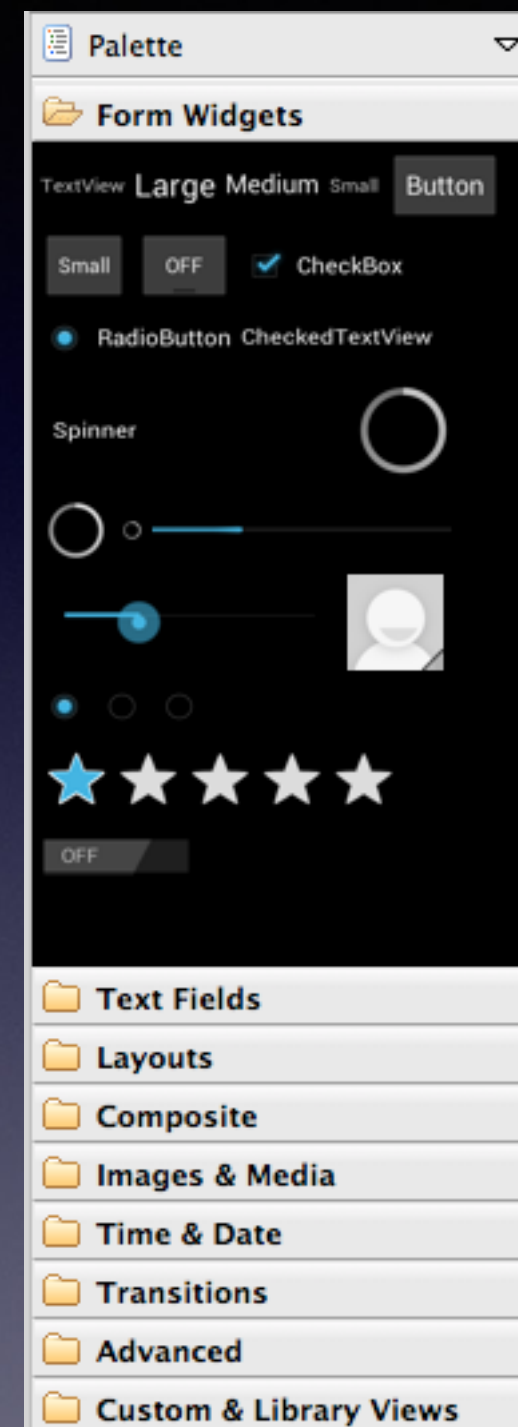 Palette
Form Widgets
TextView Large Medium Small Button
Small OFF CheckBox
RadioButton CheckedTextView
Spinner
OFF
Text Fields
Layouts
Composite
Images & Media
Time & Date
Transitions
Advanced
Custom & Library Views